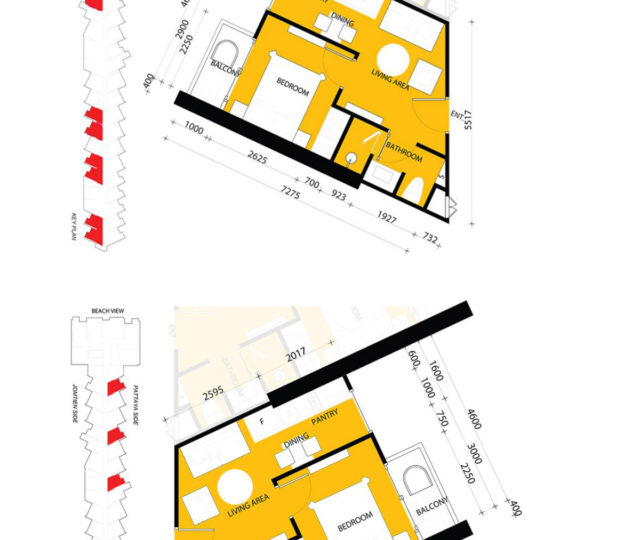 DINING
2900
2250
400
BALCONY
BEDROOM
LIVING AREA
ENT
5517
BATHROOM
S
1000
2625
700
923
7275
1927
732
KEY PLAN
BEACH VIEW
JOMTIEN SIDE
PATTAYA SIDE
2595
2017
600
1600
1000
750
4600
3000
2250
400
F
PANTRY
DINING
LIVING AREA
BEDROOM
BALCONY
BATHROOM
ENT